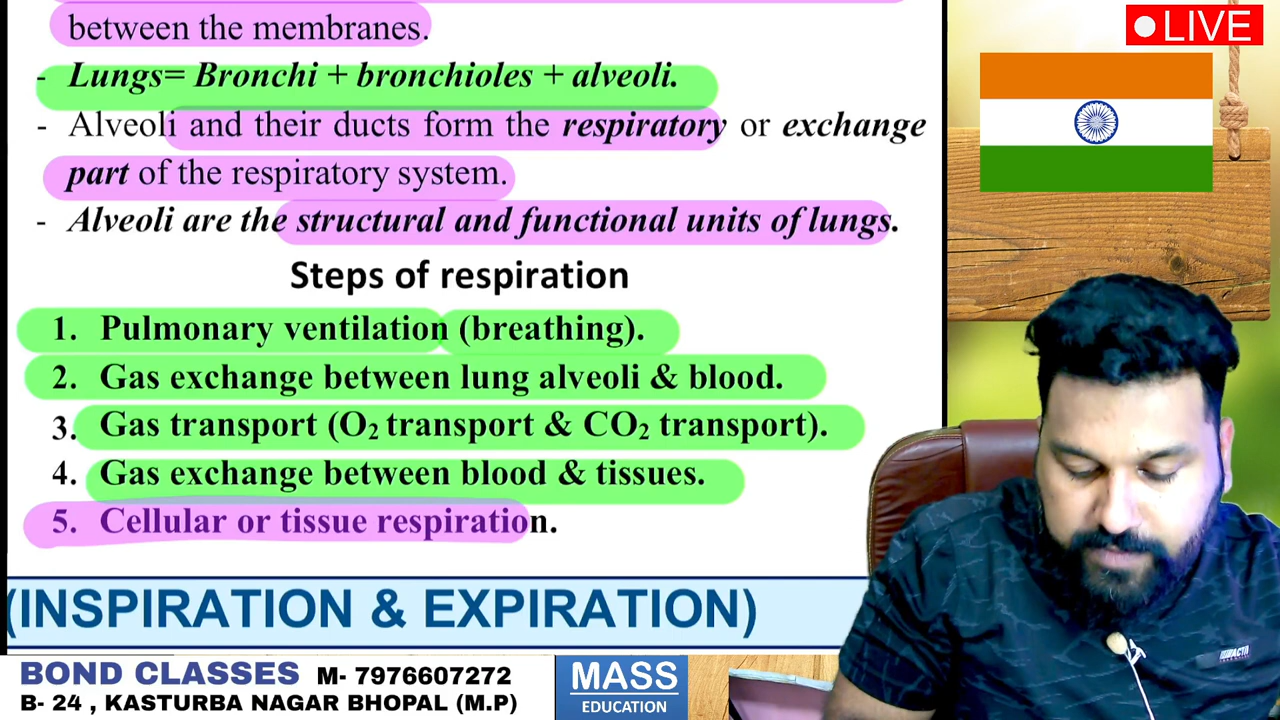 between the membranes.
- Lungs= Bronchi + bronchioles + alveoli.
- Alveoli and their ducts form the respiratory or exchange
part of the respiratory system.
- Alveoli are the structural and functional units of lungs.
Steps of respiration
1. Pulmonary ventilation (breathing).
2. Gas exchange between lung alveoli & blood.
3. Gas transport (O₂ transport & CO₂ transport).
4. Gas exchange between blood & tissues.
5. Cellular or tissue respiration.
(INSPIRATION & EXPIRATION)
BOND CLASSES M- 7976607272
B- 24 , KASTURBA NAGAR BHOPAL (M.P)
MASS
EDUCATION
LIVE